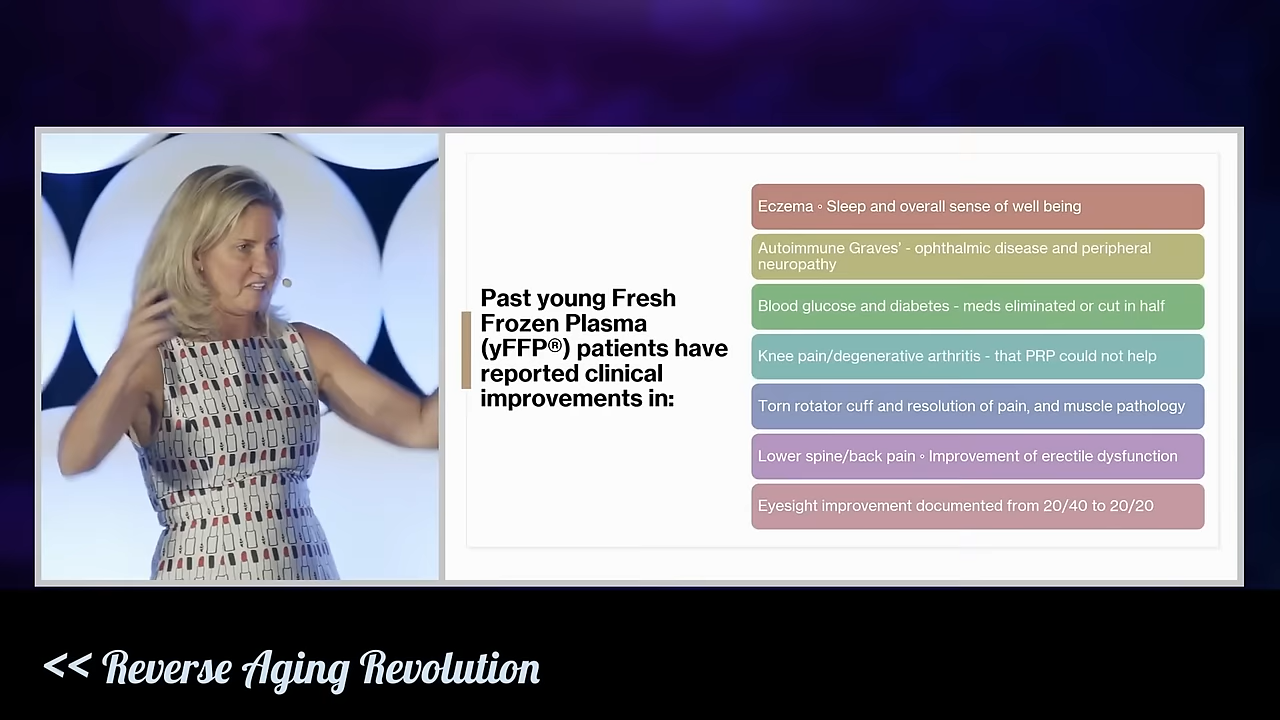 Past young Fresh
Frozen Plasma
(yFFP®) patients have
reported clinical
improvements in:
Eczema ◦ Sleep and overall sense of well being
Autoimmune Graves' - ophthalmic disease and peripheral
neuropathy
Blood glucose and diabetes - meds eliminated or cut in half
Knee pain/degenerative arthritis - that PRP could not help
Torn rotator cuff and resolution of pain, and muscle pathology
Lower spine/back pain ◦ Improvement of erectile dysfunction
Eyesight improvement documented from 20/40 to 20/20
<< Reverse Aging Revolution